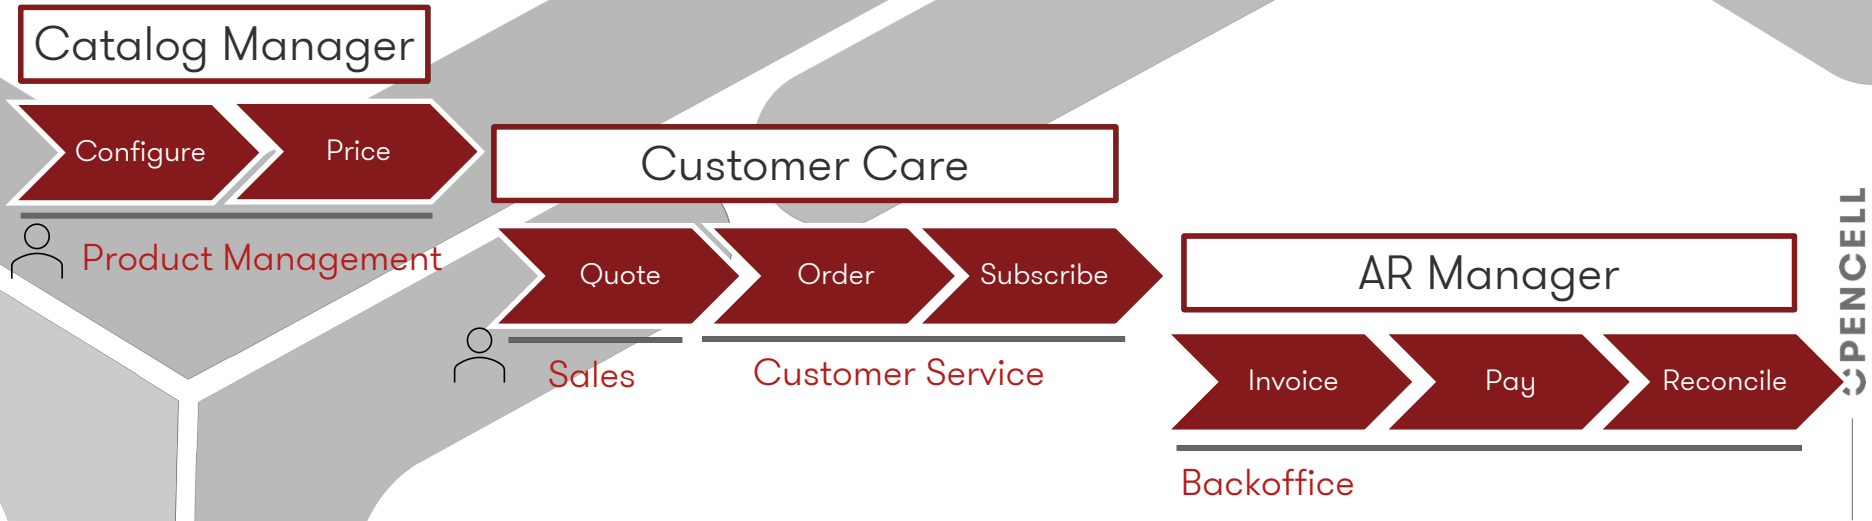 Catalog Manager
Configure
Price
Product Management
Customer Care
Quote
Order
Subscribe
Sales
Customer Service
AR Manager
Invoice
Pay
Reconcile
Backoffice
OPENCELL